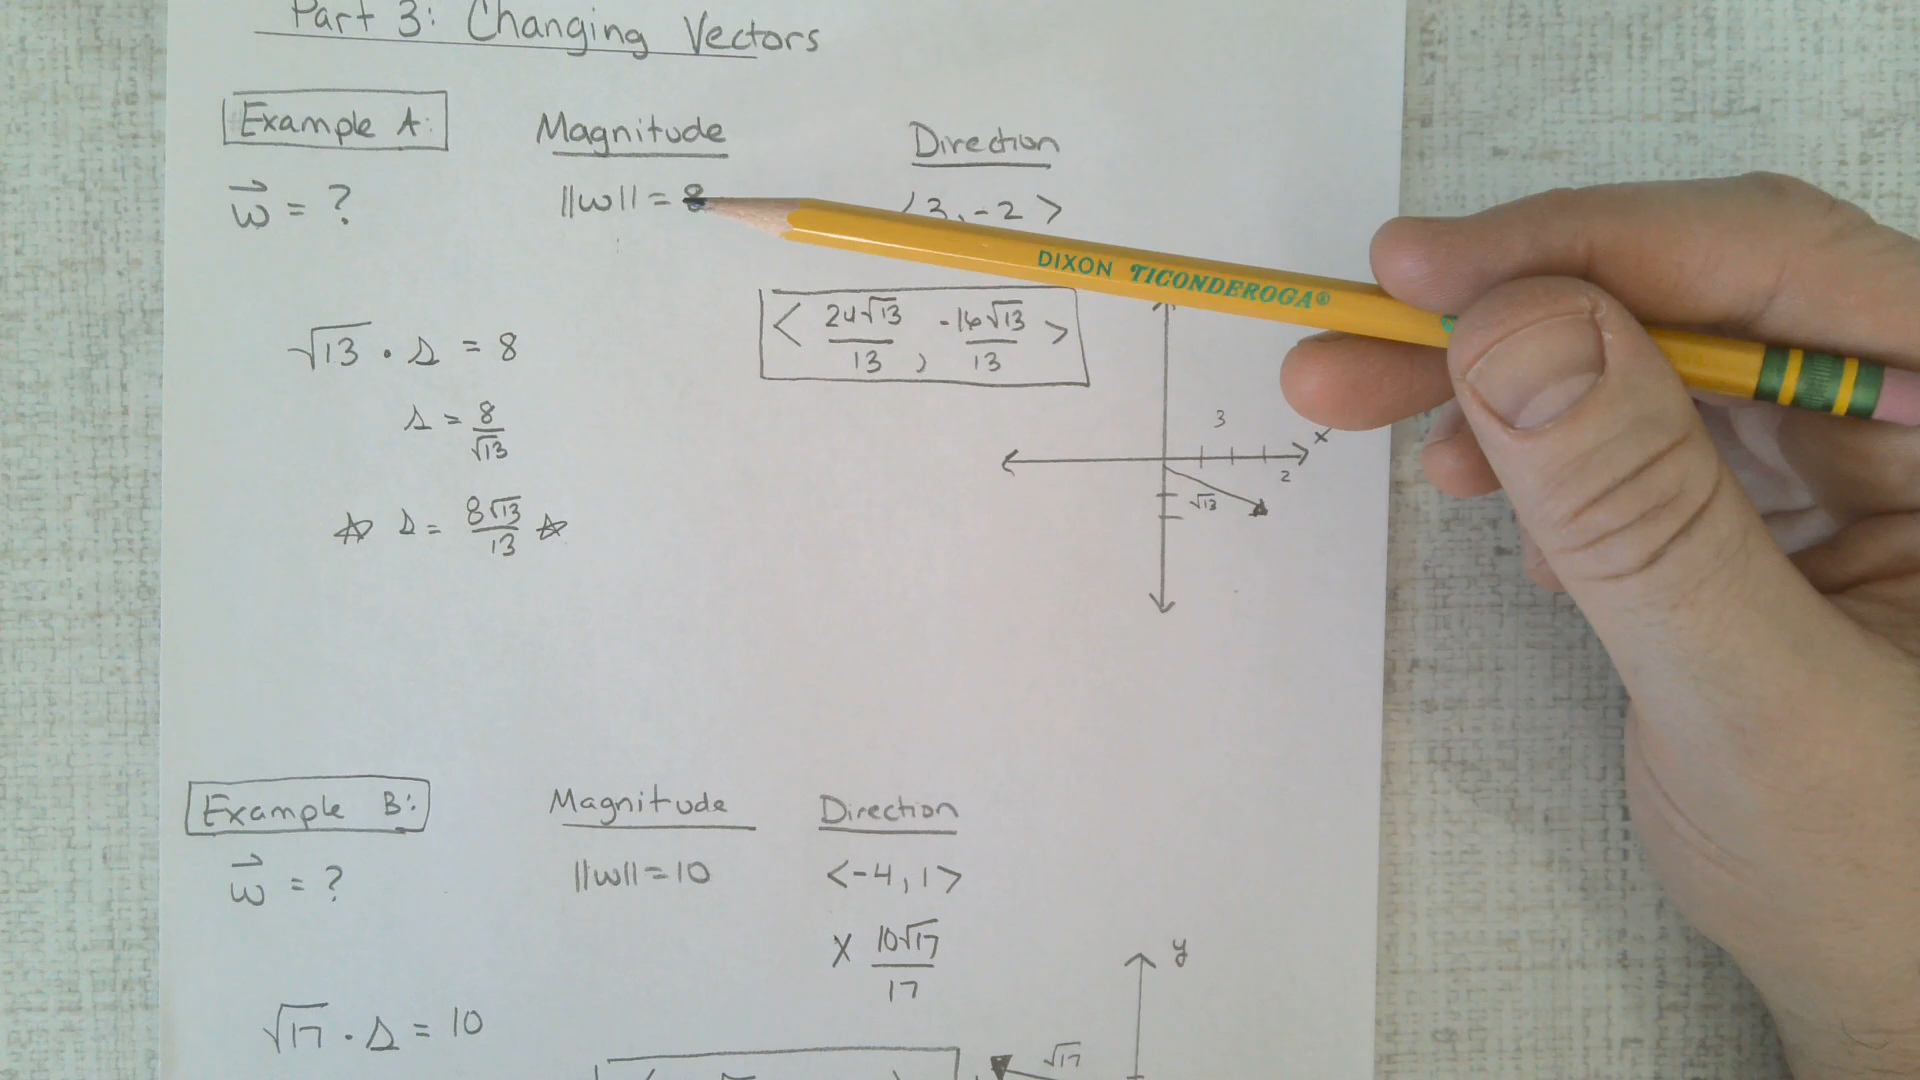 Part 3: Changing Vectors
Example A:
Magnitude
Direction
w = ?
||w|| = 8
⟨3, -2⟩
DIXON TICONDEROGA®
√13 · s = 8
s = 8/√13
☆ s = 8√13/13 ☆
< 24√13/13 , -16√13/13 >
3
x
2
√13
Example B:
Magnitude
Direction
w = ?
||w|| = 10
<-4, 1>
X 10√17/17
√17 · s = 10
y
√17